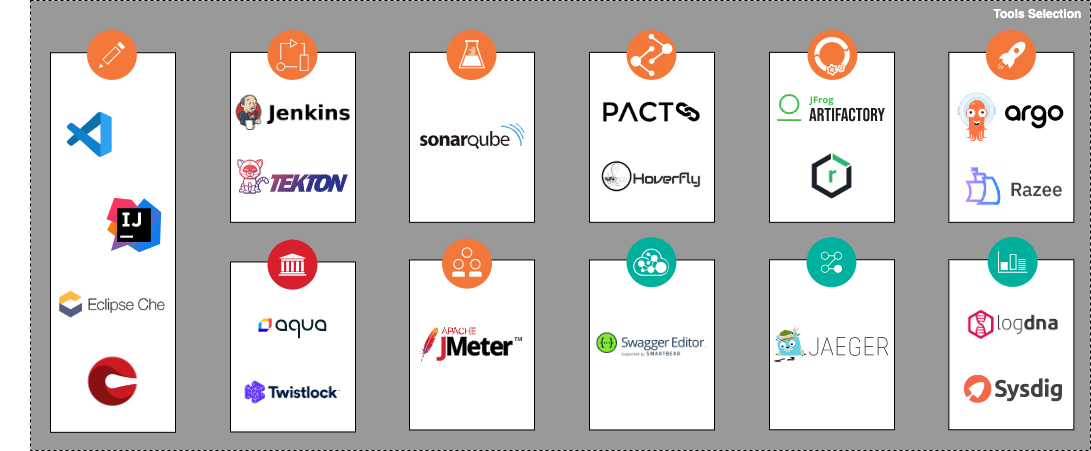 Tools Selection
IJ
Eclipse Che
Jenkins
TEKTON
sonarqube
PACT
Hoverfly
JFrog
ARTIFACTORY
r
argo
Razee
aqua
Twistlock
APACHE
JMeter™
Swagger Editor.
Supported by SMARTBEAR
JAEGER
logdna
Sysdig